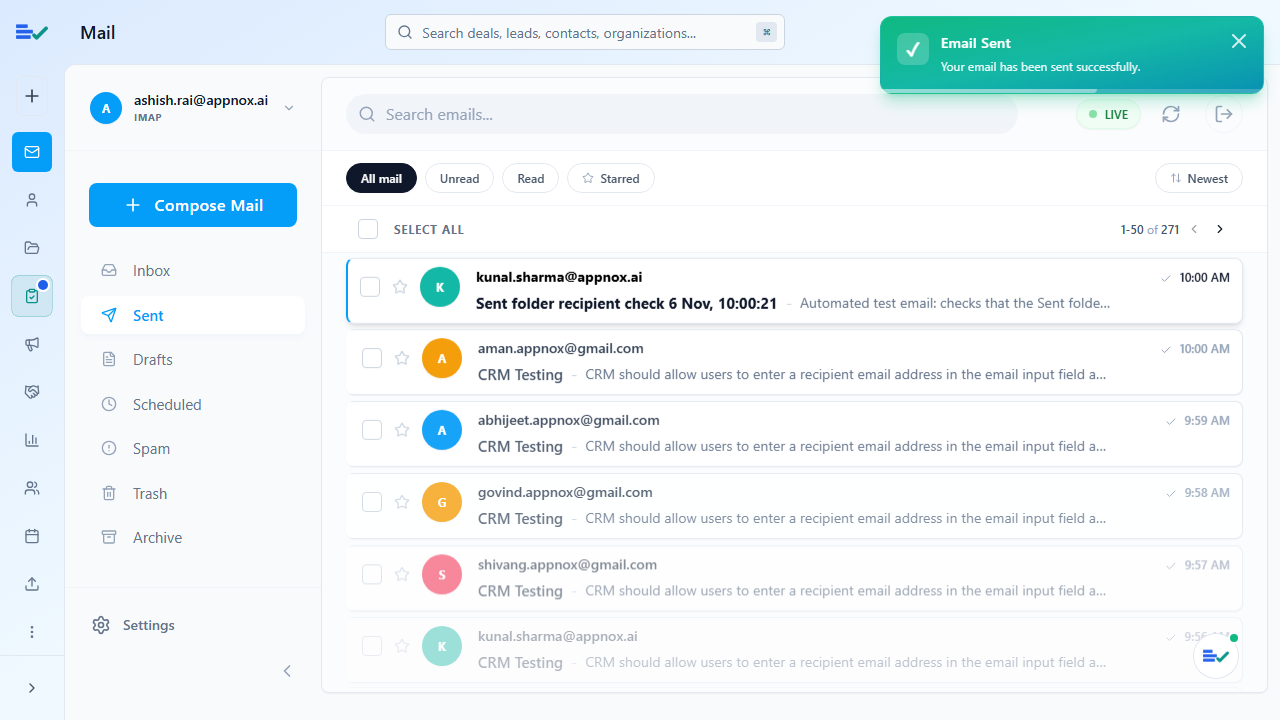 Mail
Search deals, leads, contacts, organizations...
⌘
Email Sent
Your email has been sent successfully.
A
ashish.rai@appnox.ai
IMAP
Search emails...
LIVE
Compose Mail
All mail
Unread
Read
Starred
Newest
SELECT ALL
1-50 of 271
Inbox
Sent
Drafts
Scheduled
Spam
Trash
Archive
Settings
K
kunal.sharma@appnox.ai
10:00 AM
Sent folder recipient check 6 Nov, 10:00:21 - Automated test email: checks that the Sent folde...
A
aman.appnox@gmail.com
10:00 AM
CRM Testing - CRM should allow users to enter a recipient email address in the email input field a...
A
abhijeet.appnox@gmail.com
9:59 AM
CRM Testing - CRM should allow users to enter a recipient email address in the email input field a...
G
govind.appnox@gmail.com
9:58 AM
CRM Testing - CRM should allow users to enter a recipient email address in the email input field a...
S
shivang.appnox@gmail.com
9:57 AM
CRM Testing - CRM should allow users to enter a recipient email address in the email input field a...
K
kunal.sharma@appnox.ai
CRM Testing - CRM should allow users to enter a recipient email address in the email input field a...